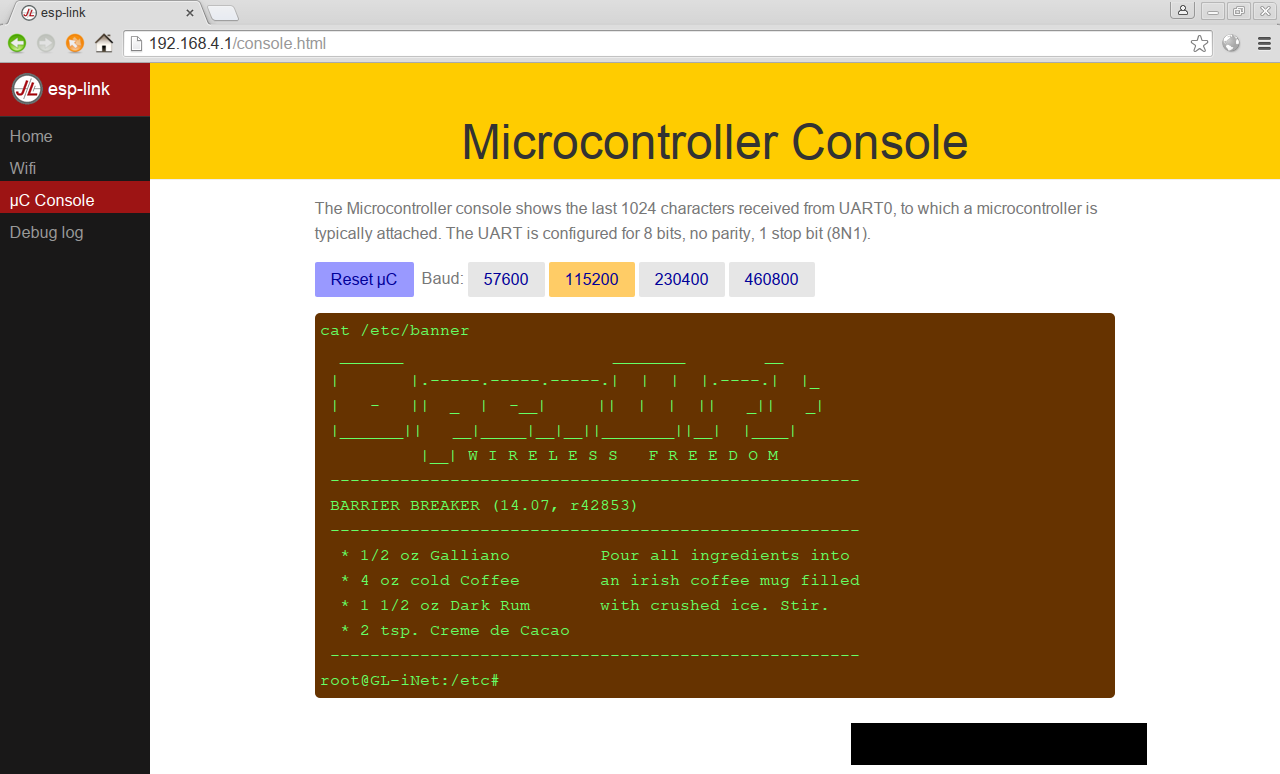 esp-link
192.168.4.1/console.html
JL esp-link
Home
Wifi
µC Console
Debug log
Microcontroller Console
The Microcontroller console shows the last 1024 characters received from UART0, to which a microcontroller is
typically attached. The UART is configured for 8 bits, no parity, 1 stop bit (8N1).
Reset µC Baud: 57600 115200 230400 460800
cat /etc/banner
  _______                     ________        __
 |       |.-----.-----.-----.|  |  |  |.----.|  |_
 |   -   ||  _  |  -__|     ||  |  |  ||   _||   _|
 |_______||   __|_____|__|__||________||__|  |____|
          |__| W I R E L E S S   F R E E D O M
 -----------------------------------------------------
 BARRIER BREAKER (14.07, r42853)
 -----------------------------------------------------
  * 1/2 oz Galliano         Pour all ingredients into
  * 4 oz cold Coffee        an irish coffee mug filled
  * 1 1/2 oz Dark Rum       with crushed ice. Stir.
  * 2 tsp. Creme de Cacao
 -----------------------------------------------------
root@GL-iNet:/etc#